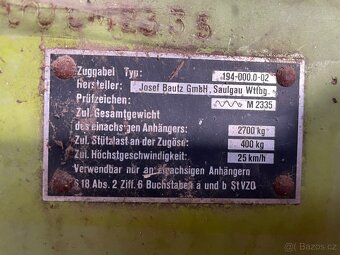 Zuggabel Typ: 194-000.0-02
Hersteller: Josef Bautz GmbH, Saulgau Wttbg.
Prüfzeichen: M 2335
Zul. Gesamtgewicht
des einachsigen Anhängers: 2700 kg
Zul. Stützlast an der Zugöse: 400 kg
Zul. Höchstgeschwindigkeit: 25 km/h
Verwendbar nur an einachsigen Anhängern
§ 18 Abs. 2 Ziff. 6 Buchstaben a und b StVZO
bazos.cz